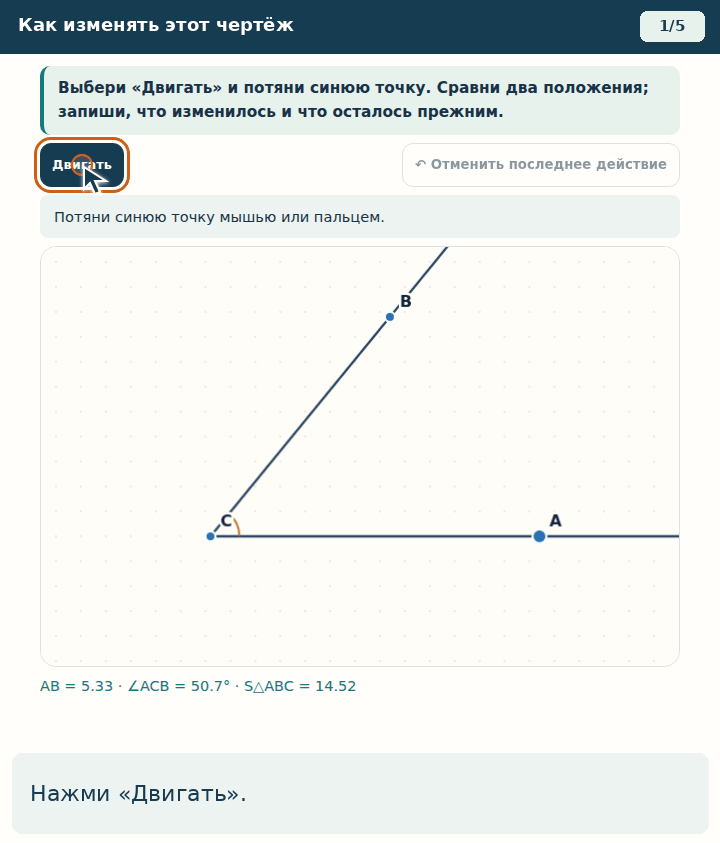 Как изменять этот чертёж
1/5
Выбери «Двигать» и потяни синюю точку. Сравни два положения;
запиши, что изменилось и что осталось прежним.
Двигать
↶ Отменить последнее действие
Потяни синюю точку мышью или пальцем.
B
C
A
AB = 5.33 · ∠ACB = 50.7° · S△ABC = 14.52
Нажми «Двигать».